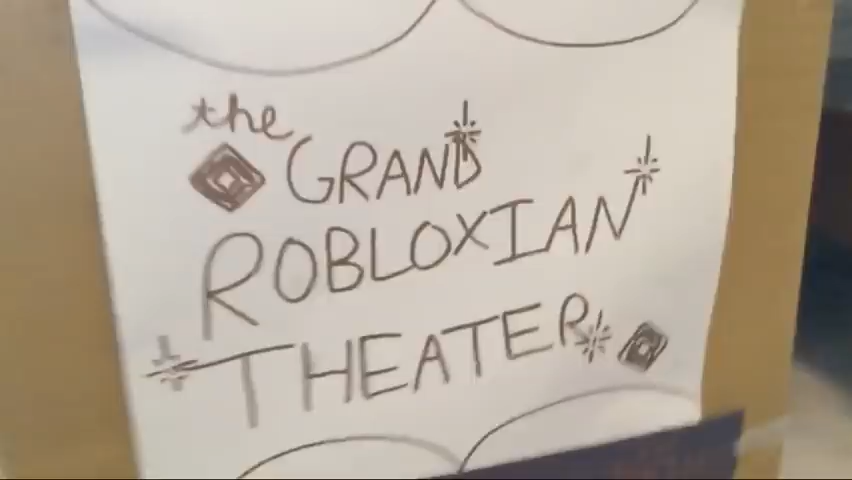 the
GRAND
ROBLOXIAN
THEATER